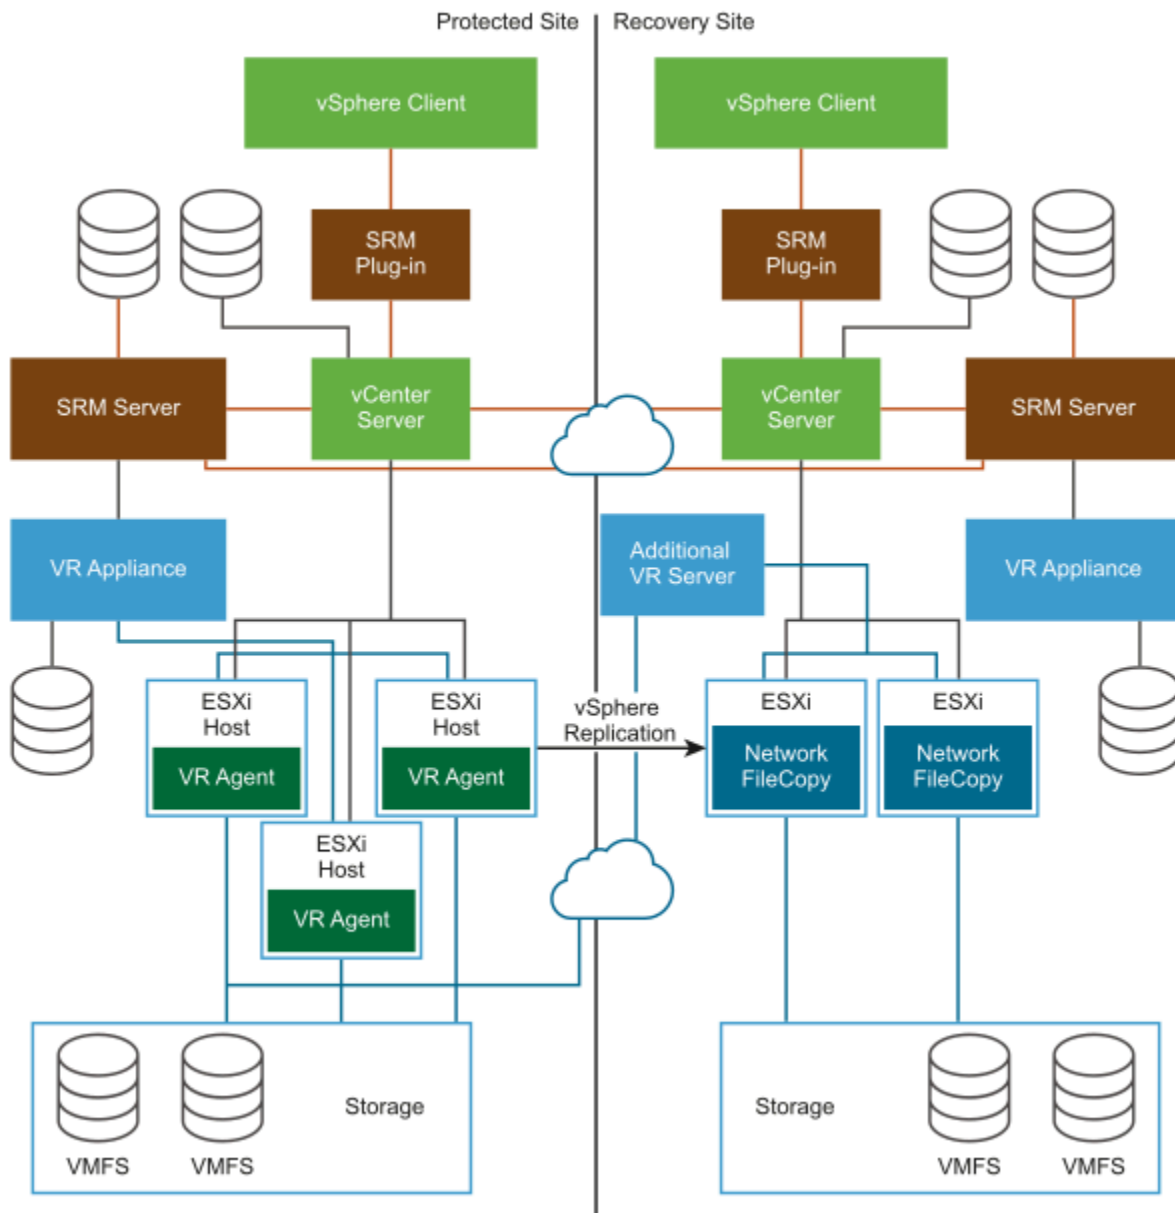 Protected Site
Recovery Site
vSphere Client
vSphere Client
SRM
Plug-in
SRM
Plug-in
SRM Server
vCenter
Server
vCenter
Server
SRM Server
VR Appliance
Additional
VR Server
VR Appliance
ESXi
Host
VR Agent
ESXi
Host
VR Agent
vSphere
Replication
ESXi
Network
FileCopy
ESXi
Network
FileCopy
ESXi
Host
VR Agent
Storage
VMFS
VMFS
Storage
VMFS
VMFS